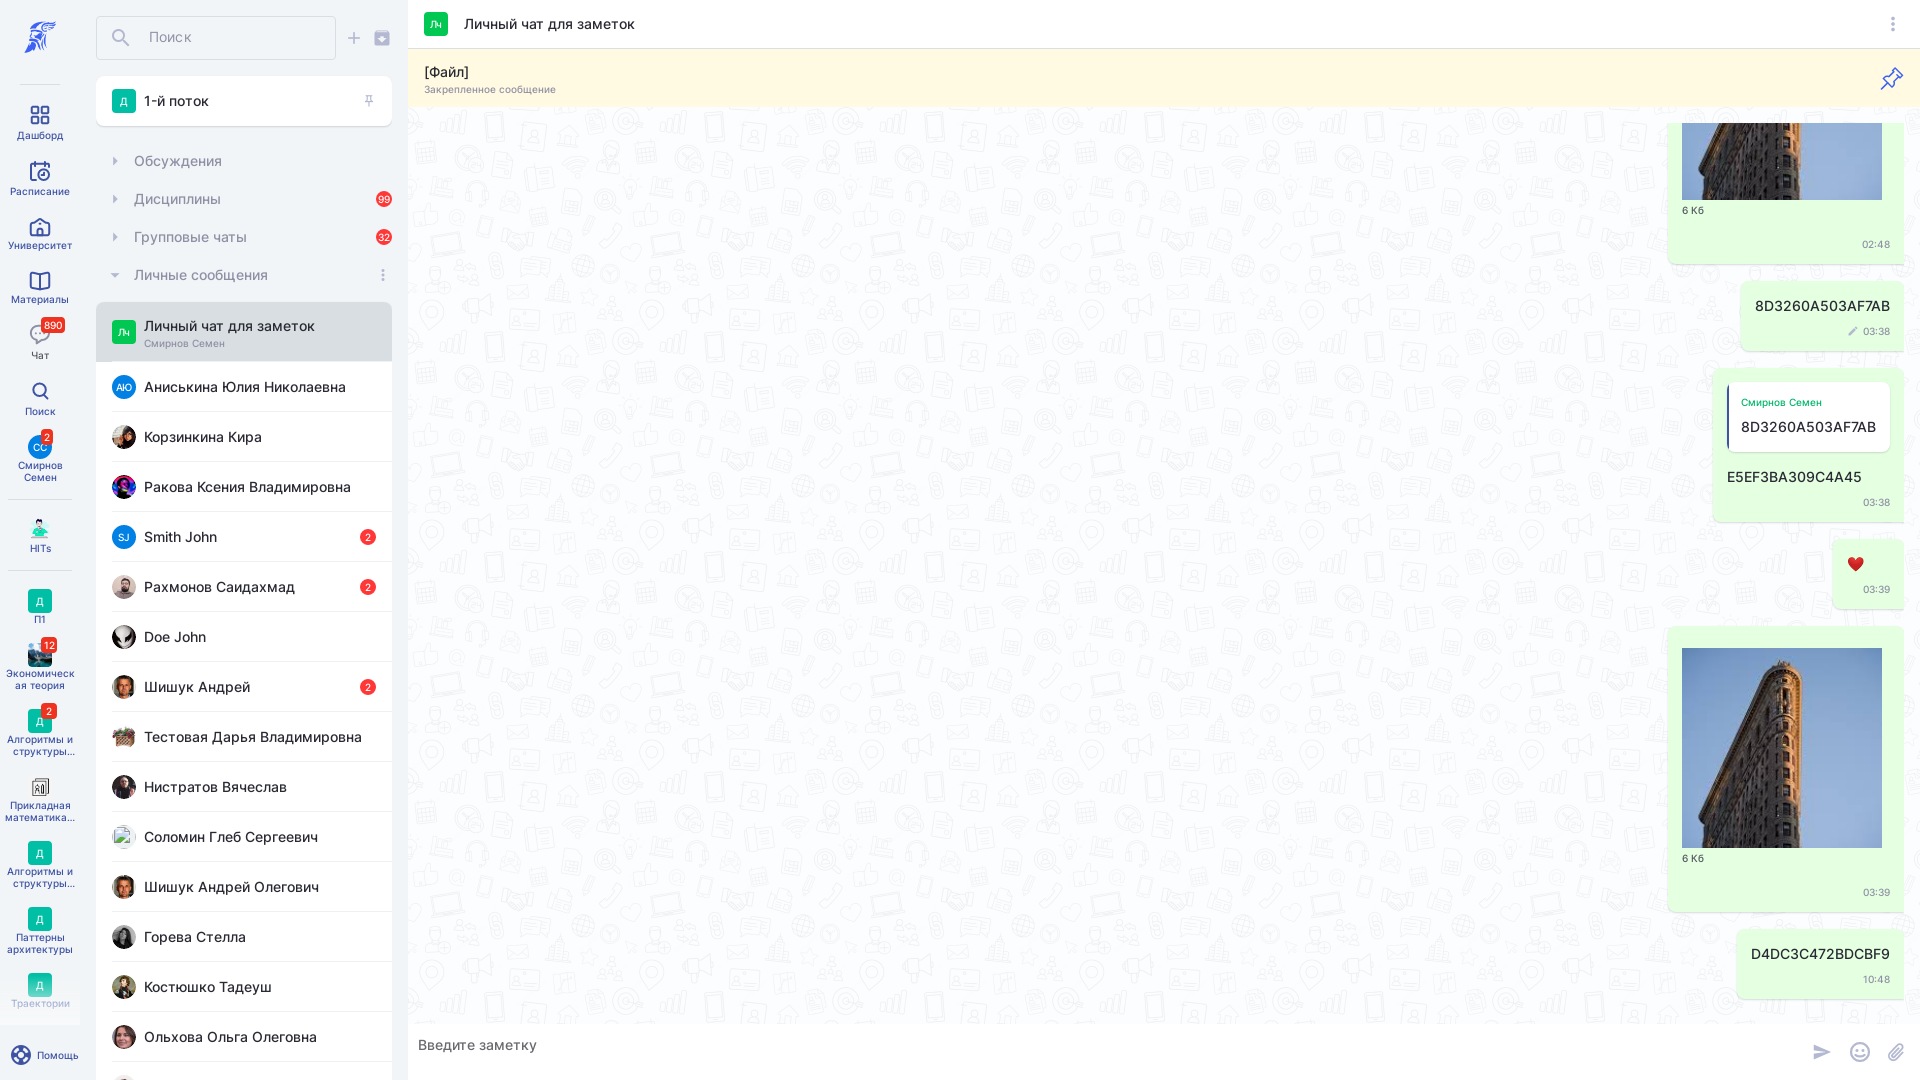 Дашборд
Расписание
Университет
Материалы
890
Чат
Поиск
СС
2
Смирнов
Семен
HITs
Д
П1
12
Экономическ
ая теория
Д
2
Алгоритмы и
структуры...
Прикладная
математика...
Д
Алгоритмы и
структуры...
Д
Паттерны
архитектуры
Д
Траектории
Помощь
Поиск
Д
1-й поток
Обсуждения
Дисциплины
99
Групповые чаты
32
Личные сообщения
Лч
Личный чат для заметок
Смирнов Семен
АЮ
Аниськина Юлия Николаевна
Корзинкина Кира
Ракова Ксения Владимировна
SJ
Smith John
2
Рахмонов Саидахмад
2
Doe John
Шишук Андрей
2
Тестовая Дарья Владимировна
Нистратов Вячеслав
Соломин Глеб Сергеевич
Шишук Андрей Олегович
Горева Стелла
Костюшко Тадеуш
Ольхова Ольга Олеговна
Лч
Личный чат для заметок
[Файл]
Закрепленное сообщение
6 Кб
02:48
8D3260A503AF7AB
03:38
Смирнов Семен
8D3260A503AF7AB
E5EF3BA309C4A45
03:38
03:39
6 Кб
03:39
D4DC3C472BDCBF9
10:48
Введите заметку